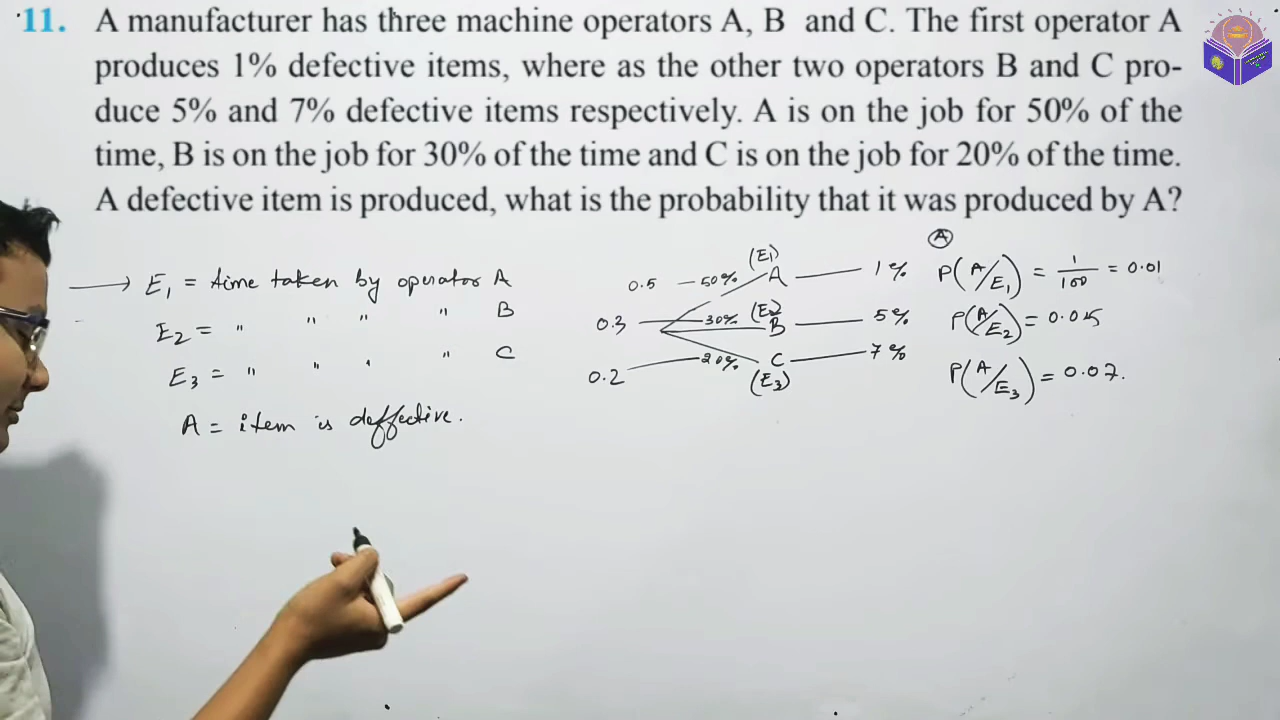 11. A manufacturer has three machine operators A, B and C. The first operator A
produces 1% defective items, where as the other two operators B and C pro-
duce 5% and 7% defective items respectively. A is on the job for 50% of the
time, B is on the job for 30% of the time and C is on the job for 20% of the time.
A defective item is produced, what is the probability that it was produced by A?
E1 = time taken by operator A
E2 = " " " " B
E3 = " " " " C
A = item is deffective.
(E1)
0.5 50% A 1%
(E2)
0.3 30% B 5%
0.2 20% C 7%
(E3)
A
P(A/E1) = 1/100 = 0.01
P(A/E2) = 0.05
P(A/E3) = 0.07.